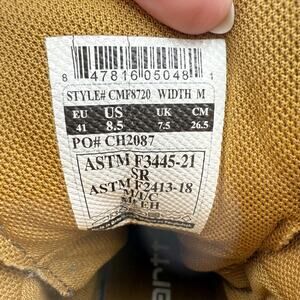 8 47816 05048 1
STYLE# CMF8720 WIDTH M
EU US UK CM
41 8.5 7.5 26.5
PO# CH2087
ASTM F3445-21
SR
ASTM F2413-18
M/I/C
EH